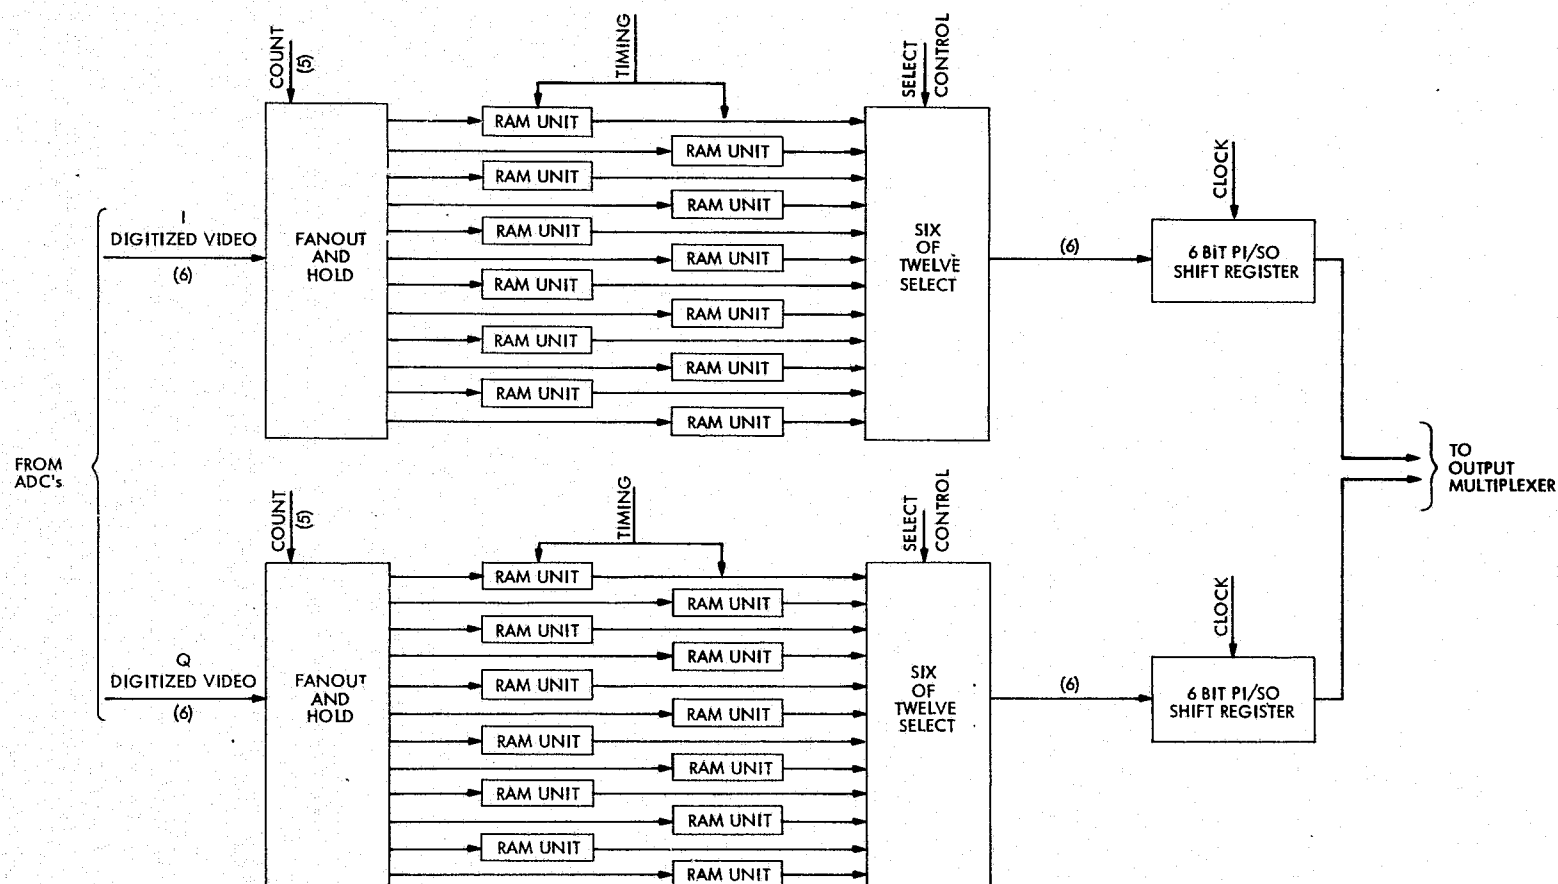 COUNT
(5)
TIMING
SELECT
CONTROL
RAM UNIT
RAM UNIT
RAM UNIT
RAM UNIT
RAM UNIT
RAM UNIT
RAM UNIT
RAM UNIT
RAM UNIT
RAM UNIT
RAM UNIT
RAM UNIT
I
DIGITIZED VIDEO
(6)
FANOUT
AND
HOLD
SIX
OF
TWELVE
SELECT
(6)
CLOCK
6 BIT PI/SO
SHIFT REGISTER
FROM
ADC's
TO
OUTPUT
MULTIPLEXER
COUNT
(5)
TIMING
SELECT
CONTROL
RAM UNIT
RAM UNIT
RAM UNIT
RAM UNIT
RAM UNIT
RAM UNIT
RAM UNIT
RAM UNIT
RAM UNIT
RAM UNIT
RAM UNIT
RAM UNIT
Q
DIGITIZED VIDEO
(6)
FANOUT
AND
HOLD
SIX
OF
TWELVE
SELECT
(6)
CLOCK
6 BIT PI/SO
SHIFT REGISTER